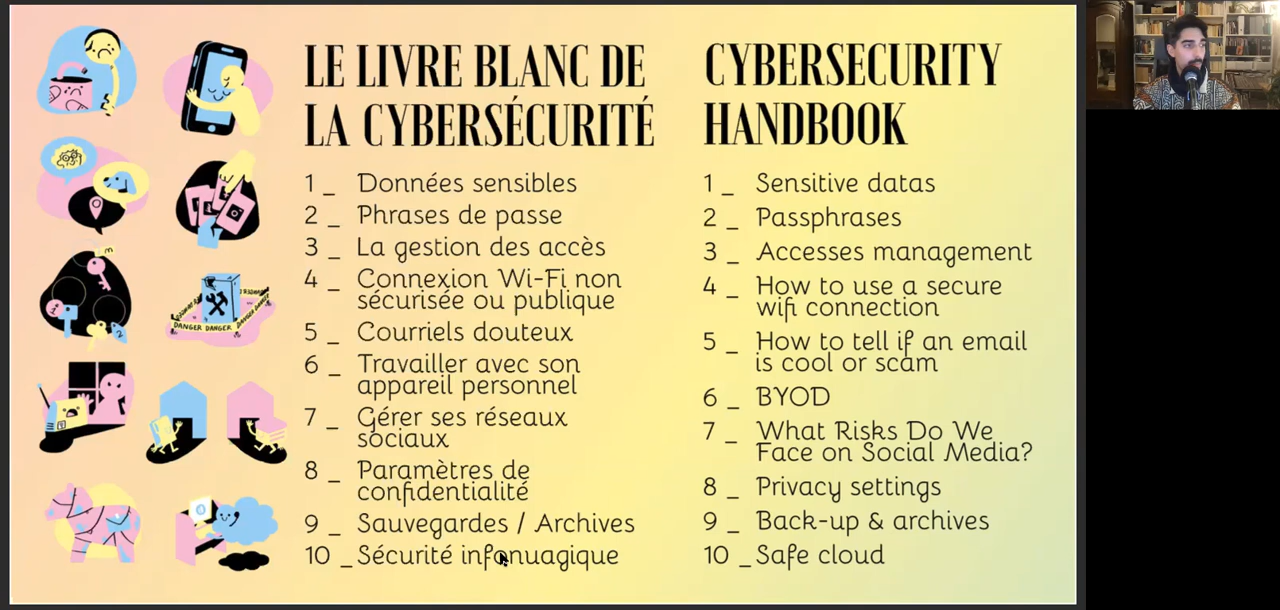 LE LIVRE BLANC DE
LA CYBERSÉCURITÉ
1 _ Données sensibles
2 _ Phrases de passe
3 _ La gestion des accès
4 _ Connexion Wi-Fi non
sécurisée ou publique
5 _ Courriels douteux
6 _ Travailler avec son
appareil personnel
7 _ Gérer ses réseaux
sociaux
8 _ Paramètres de
confidentialité
9 _ Sauvegardes / Archives
10 _ Sécurité infonuagique
CYBERSECURITY
HANDBOOK
1 _ Sensitive datas
2 _ Passphrases
3 _ Accesses management
4 _ How to use a secure
wifi connection
5 _ How to tell if an email
is cool or scam
6 _ BYOD
7 _ What Risks Do We
Face on Social Media?
8 _ Privacy settings
9 _ Back-up & archives
10 _ Safe cloud
DANGER DANGER